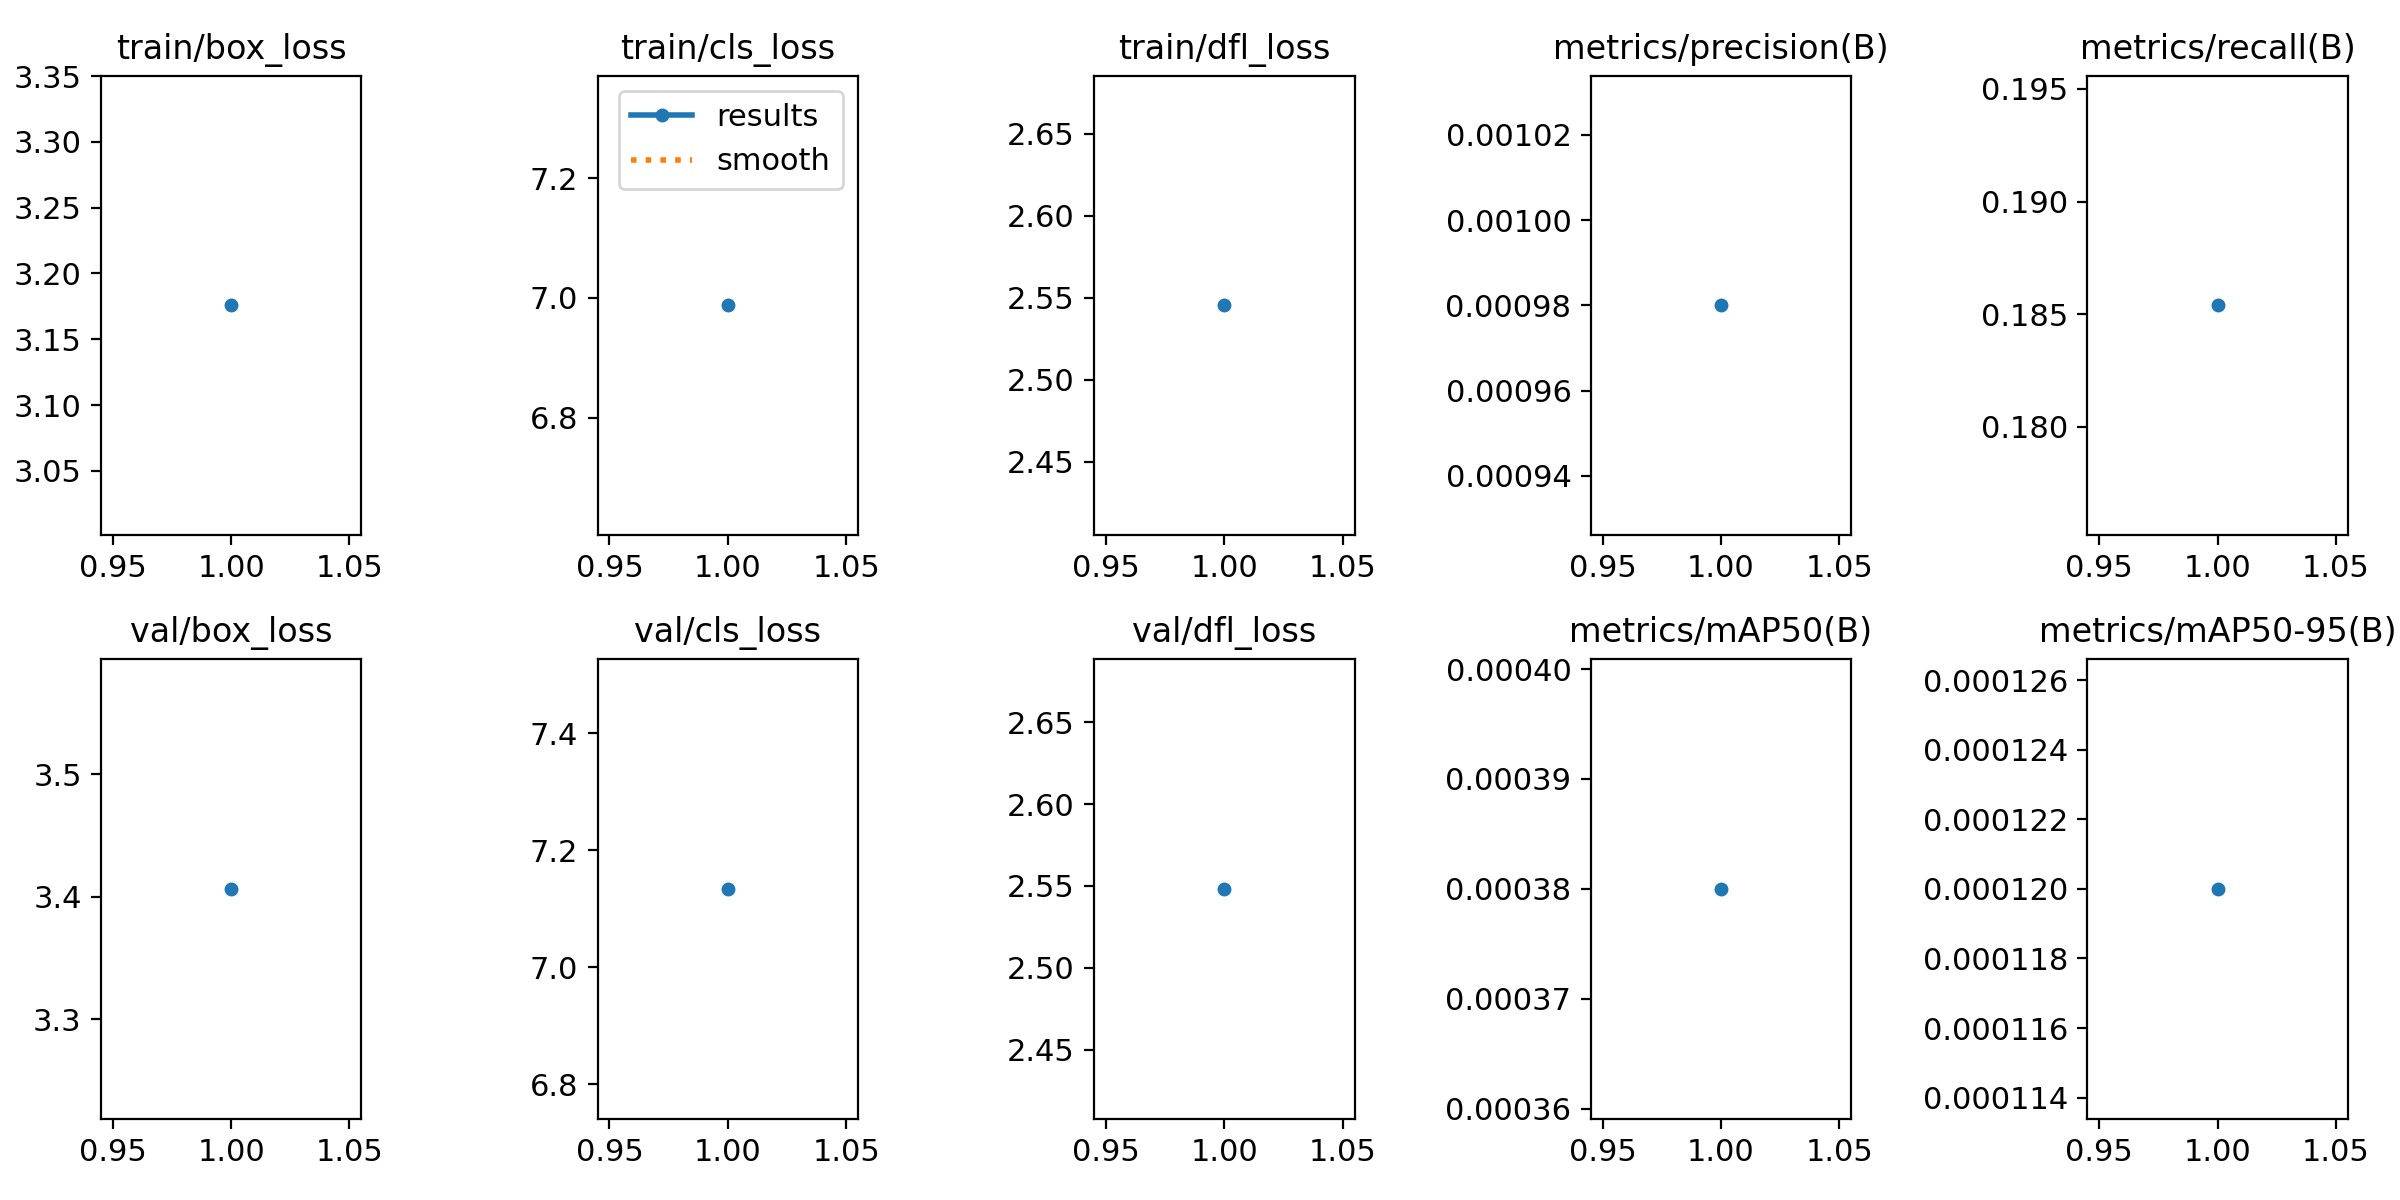 train/box_loss
3.35
3.30
3.25
3.20
3.15
3.10
3.05
0.95 1.00 1.05
train/cls_loss
results
smooth
7.2
7.0
6.8
0.95 1.00 1.05
train/dfl_loss
2.65
2.60
2.55
2.50
2.45
0.95 1.00 1.05
metrics/precision(B)
0.00102
0.00100
0.00098
0.00096
0.00094
0.95 1.00 1.05
metrics/recall(B)
0.195
0.190
0.185
0.180
0.95 1.00 1.05
val/box_loss
3.5
3.4
3.3
0.95 1.00 1.05
val/cls_loss
7.4
7.2
7.0
6.8
0.95 1.00 1.05
val/dfl_loss
2.65
2.60
2.55
2.50
2.45
0.95 1.00 1.05
metrics/mAP50(B)
0.00040
0.00039
0.00038
0.00037
0.00036
0.95 1.00 1.05
metrics/mAP50-95(B)
0.000126
0.000124
0.000122
0.000120
0.000118
0.000116
0.000114
0.95 1.00 1.05